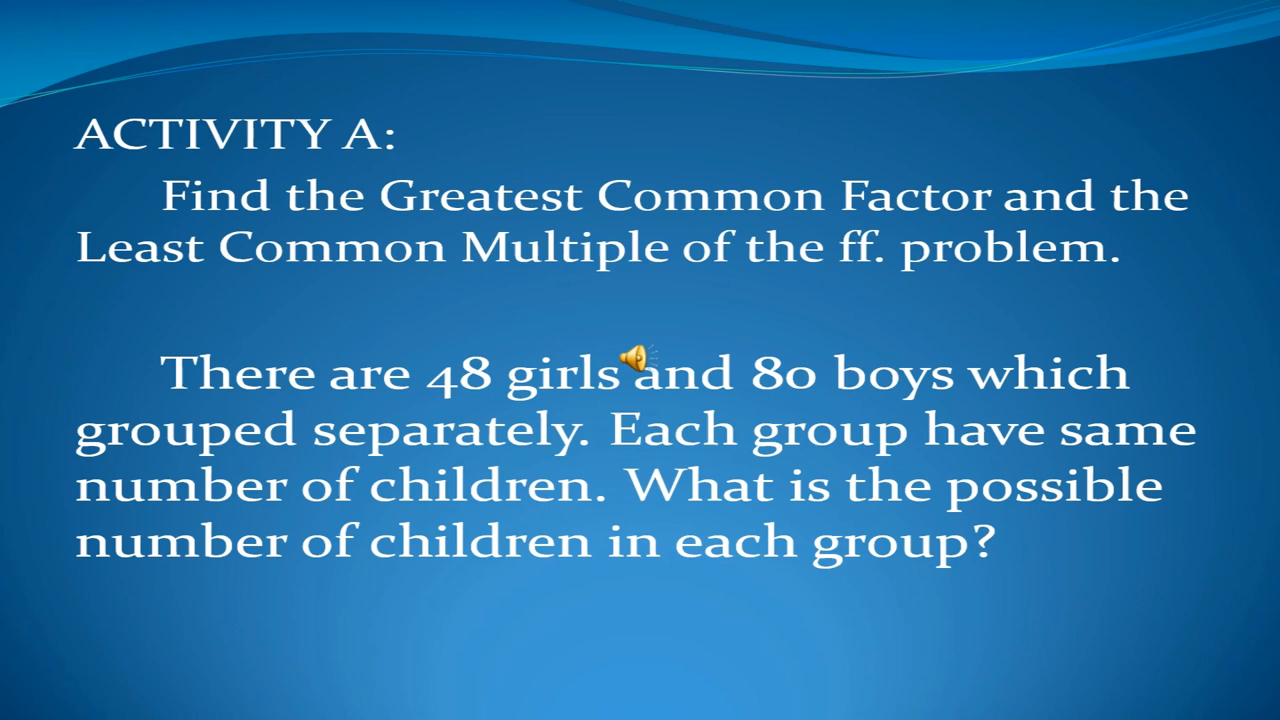 ACTIVITY A:
Find the Greatest Common Factor and the
Least Common Multiple of the ff. problem.
There are 48 girls and 80 boys which
grouped separately. Each group have same
number of children. What is the possible
number of children in each group?